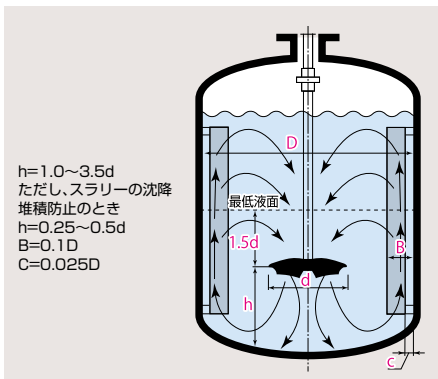 h=1.0～3.5d
ただし､スラリーの沈降
堆積防止のとき
h=0.25～0.5d
B=0.1D
C=0.025D
D
最低液面
1.5d
B
d
h
c